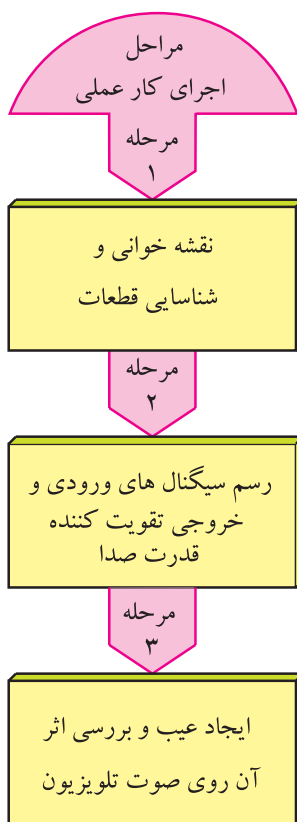 مراحل
اجرای کار عملی
مرحله
۱
نقشه خوانی و
شناسایی قطعات
مرحله
۲
رسم سیگنال های ورودی و
خروجی تقویت کننده
قدرت صدا
مرحله
۳
ایجاد عیب و بررسی اثر
آن روی صوت تلویزیون